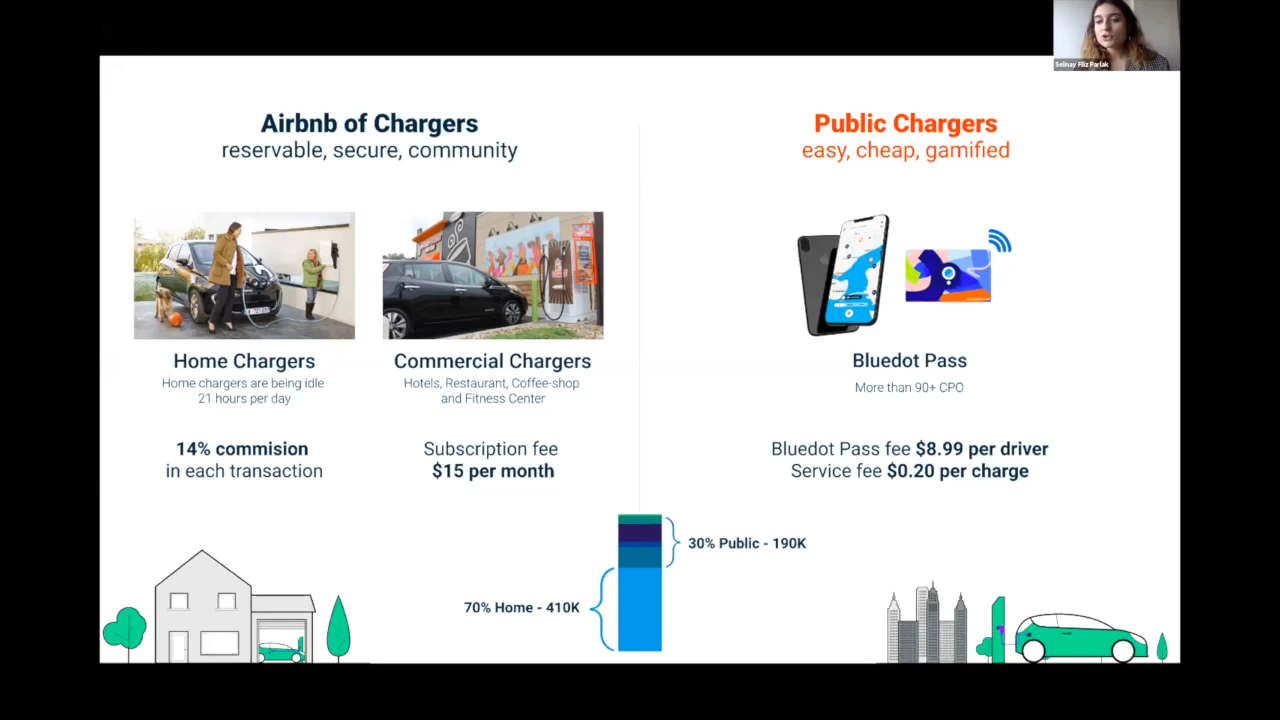 Selnay Filiz Parlak
Airbnb of Chargers
reservable, secure, community
Public Chargers
easy, cheap, gamified
Home Chargers
Home chargers are being idle
21 hours per day
14% commision
in each transaction
Commercial Chargers
Hotels, Restaurant, Coffee-shop
and Fitness Center
Subscription fee
$15 per month
Bluedot Pass
More than 90+ CPO
Bluedot Pass fee $8.99 per driver
Service fee $0.20 per charge
30% Public - 190K
70% Home - 410K